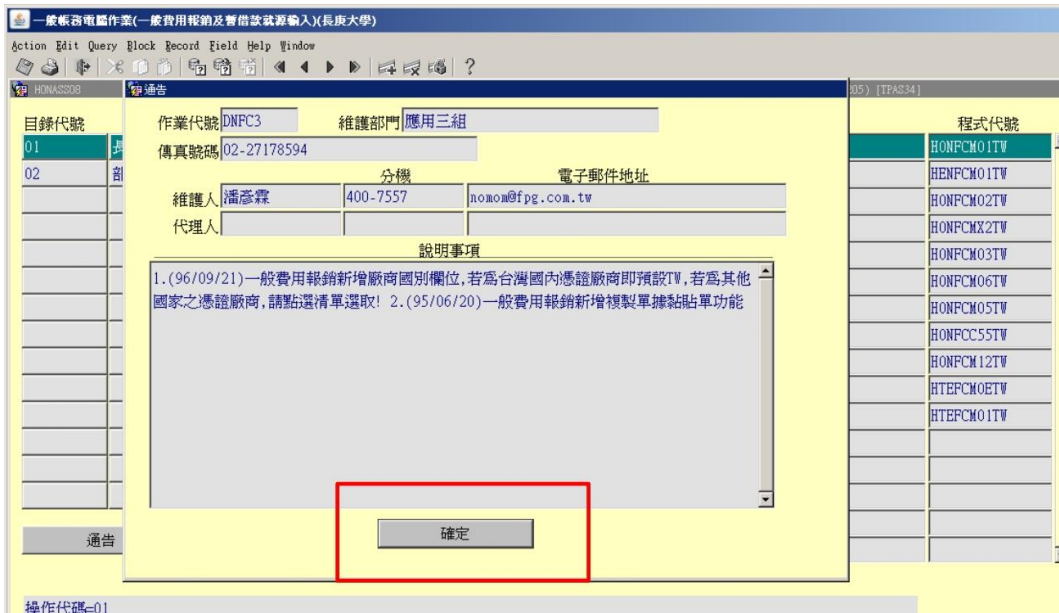 一般帳務電腦作業(一般費用報銷及暫借款就源輸入)(長庚大學)
Action Edit Query Block Record Field Help Window
HONASS08
通告
05) [TPAS34]
目錄代號
作業代號 DNFC3 維護部門 應用三組
程式代號
01
傳真號碼 02-27178594
HONFCM01TW
02 部
分機 電子郵件地址
HENFCM01TW
維護人 潘彥霖 400-7557 nomom@fpg.com.tw
HONFCM02TW
代理人
HONFCMX2TW
說明事項
HONFCM03TW
1.(96/09/21)一般費用報銷新增廠商國別欄位,若為台灣國內憑證廠商即預設TW,若為其他
國家之憑證廠商,請點選清單選取! 2.(95/06/20)一般費用報銷新增複製單據黏貼單功能
HONFCM06TW
HONFCM05TW
HONFCC55TW
HONFCM12TW
HTEFCM0ETW
HTEFCM01TW
通告
確定
操作代碼=01